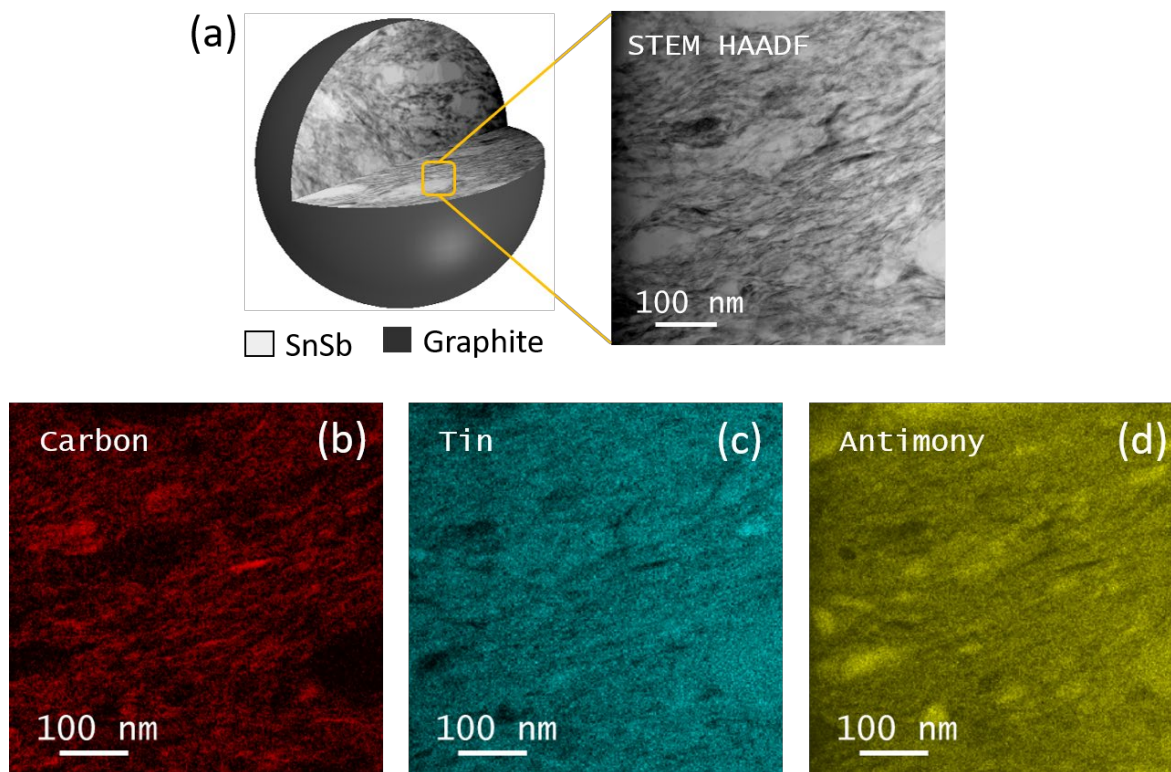 (a)
STEM HAADF
100 nm
SnSb
Graphite
Carbon
(b)
100 nm
Tin
(c)
100 nm
Antimony
(d)
100 nm